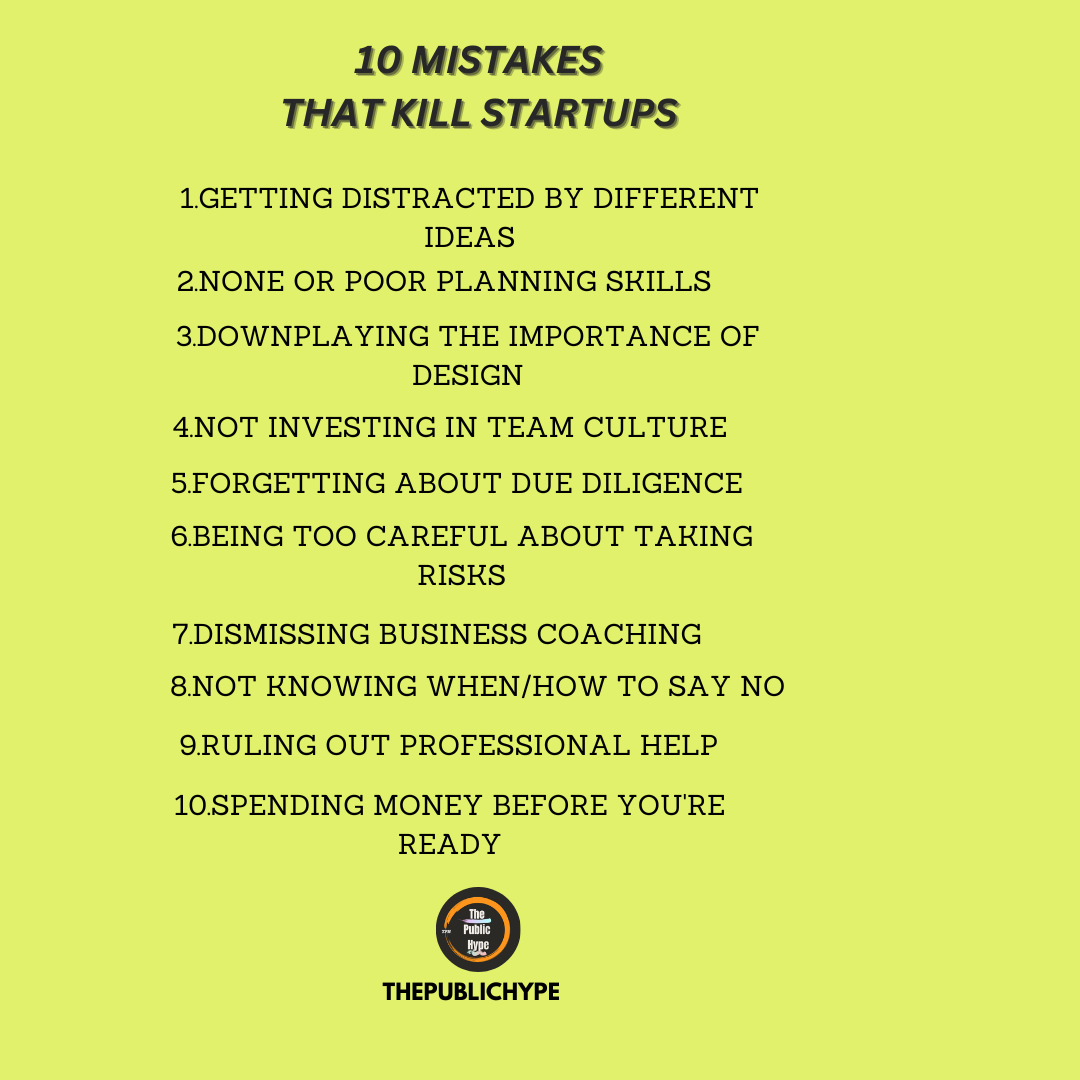 10 MISTAKES
THAT KILL STARTUPS
1.GETTING DISTRACTED BY DIFFERENT
IDEAS
2.NONE OR POOR PLANNING SKILLS
3.DOWNPLAYING THE IMPORTANCE OF
DESIGN
4.NOT INVESTING IN TEAM CULTURE
5.FORGETTING ABOUT DUE DILIGENCE
6.BEING TOO CAREFUL ABOUT TAKING
RISKS
7.DISMISSING BUSINESS COACHING
8.NOT KNOWING WHEN/HOW TO SAY NO
9.RULING OUT PROFESSIONAL HELP
10.SPENDING MONEY BEFORE YOU'RE
READY
The
TPH
Public
Hype
THEPUBLICHYPE